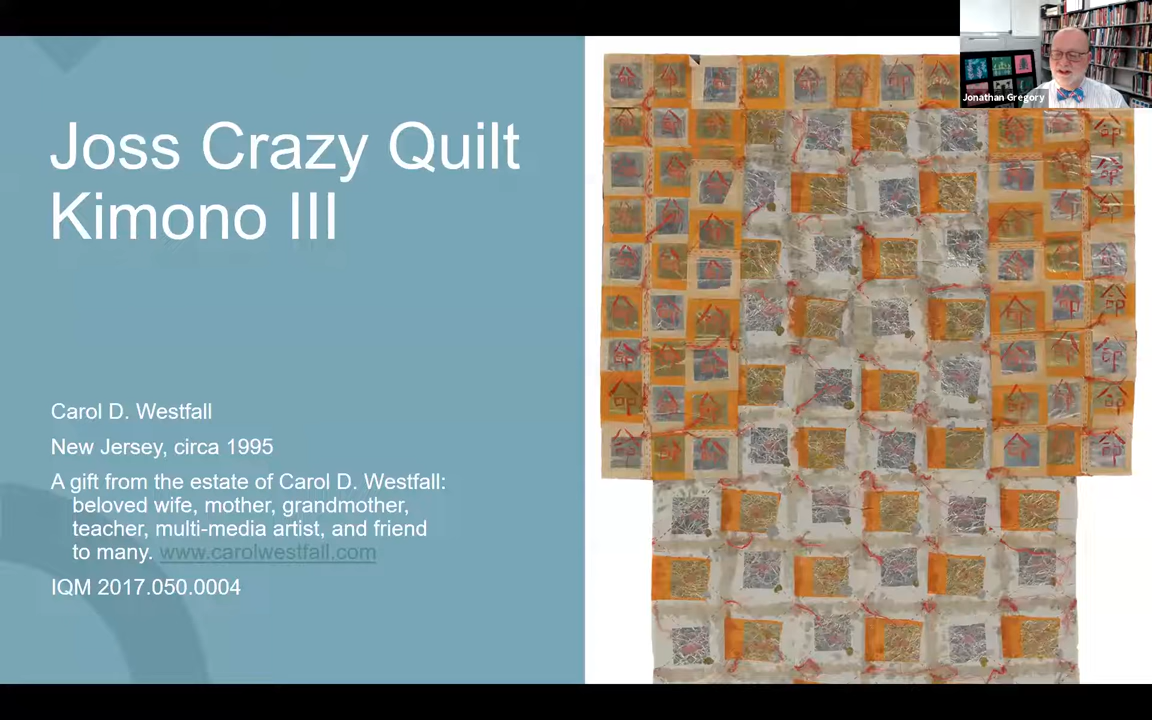 Joss Crazy Quilt
Kimono III
Carol D. Westfall
New Jersey, circa 1995
A gift from the estate of Carol D. Westfall:
beloved wife, mother, grandmother,
teacher, multi-media artist, and friend
to many. www.carolwestfall.com
IQM 2017.050.0004
Jonathan Gregory